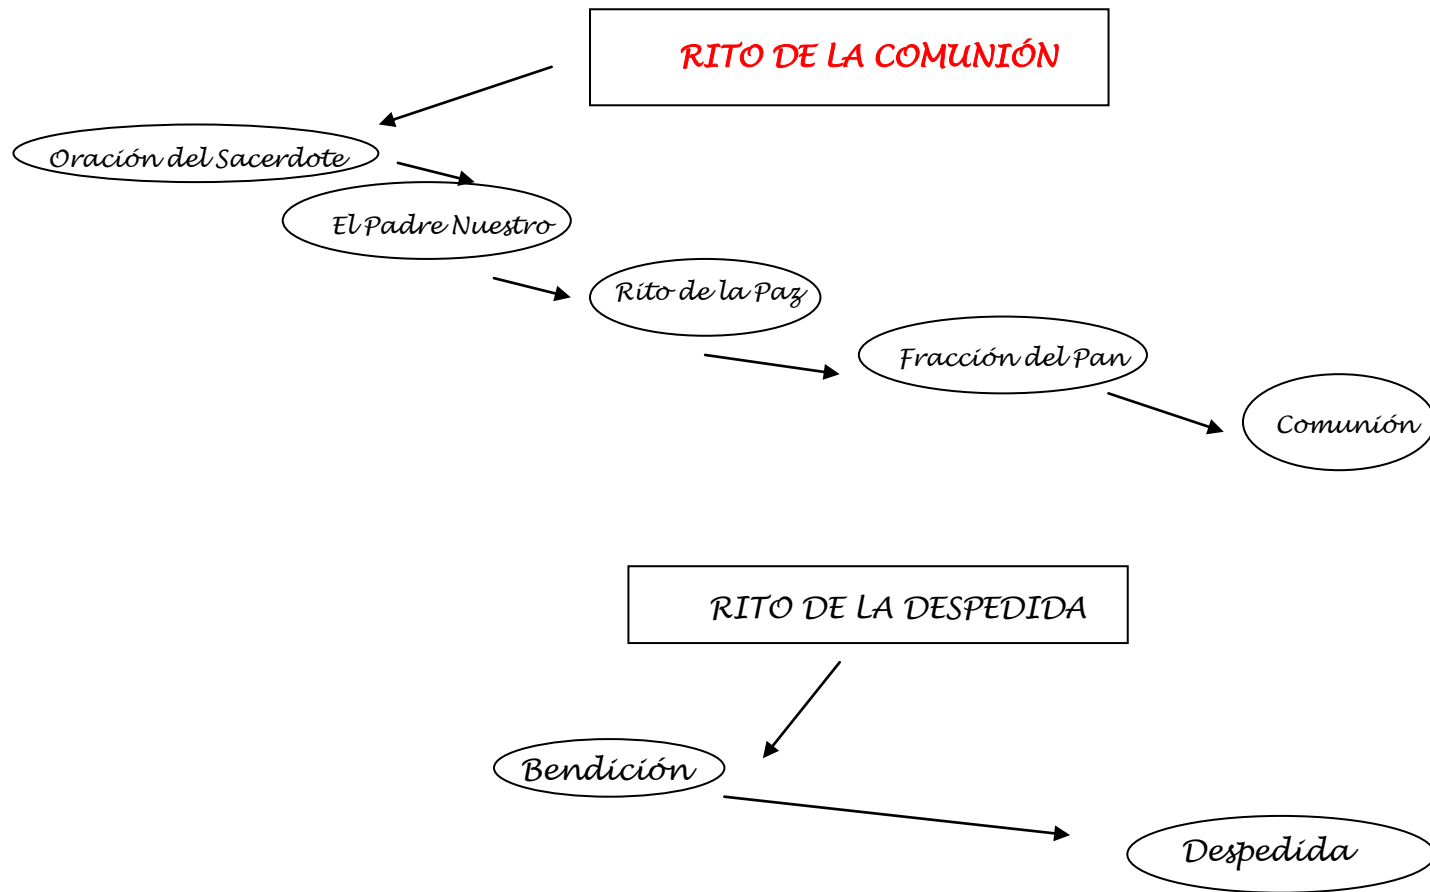 RITO DE LA COMUNIÓN
Oración del Sacerdote
El Padre Nuestro
Rito de la Paz
Fracción del Pan
Comunión
RITO DE LA DESPEDIDA
Bendición
Despedida